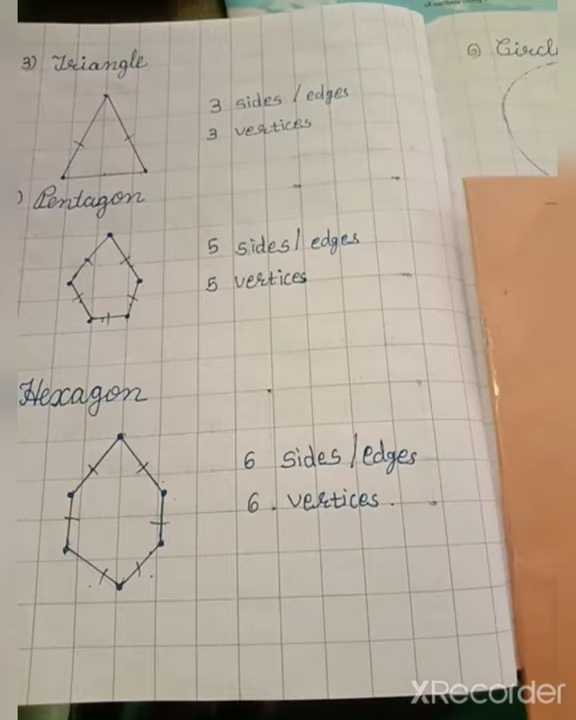 3) Triangle
3 sides / edges
3 vertices
) Pentagon
5 sides / edges
5 vertices
Hexagon
6 sides / edges
6. vertices.
6) Circl
XRecorder